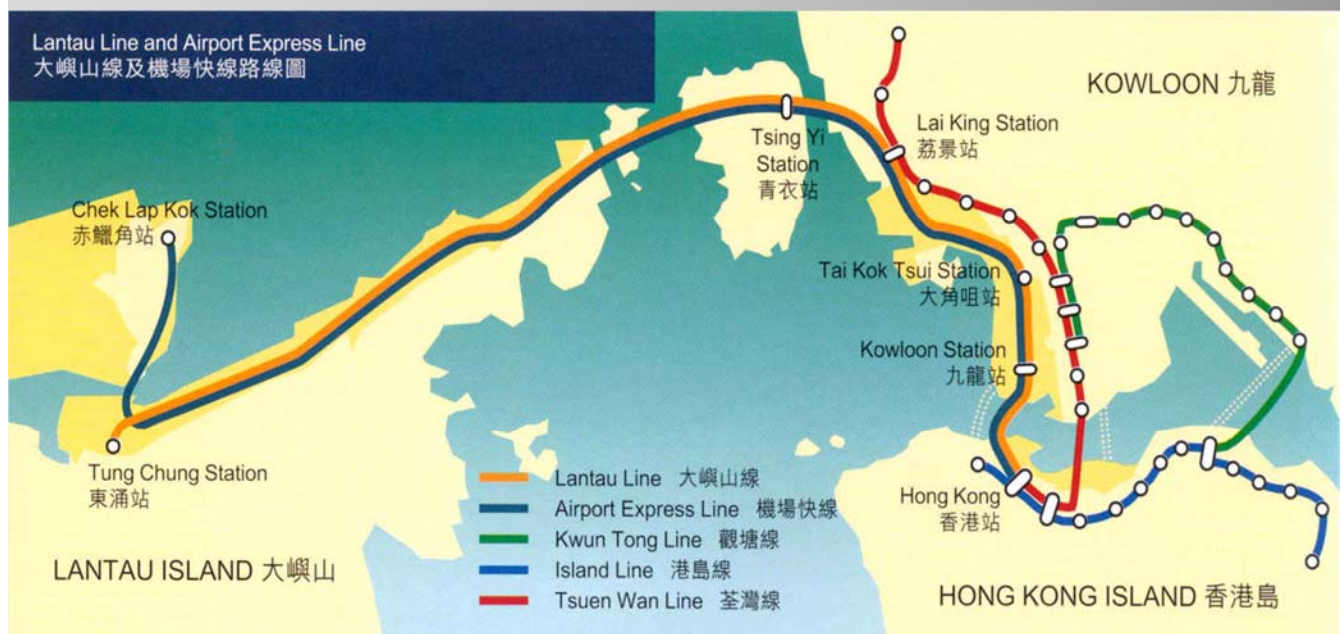 Lantau Line and Airport Express Line
大嶼山線及機場快線路線圖
KOWLOON 九龍
Lai King Station
荔景站
Tsing Yi
Station
青衣站
Chek Lap Kok Station
赤鱲角站
Tai Kok Tsui Station
大角咀站
Kowloon Station
九龍站
Tung Chung Station
東涌站
Hong Kong
香港站
Lantau Line 大嶼山線
Airport Express Line 機場快線
Kwun Tong Line 觀塘線
Island Line 港島線
Tsuen Wan Line 荃灣線
LANTAU ISLAND 大嶼山
HONG KONG ISLAND 香港島